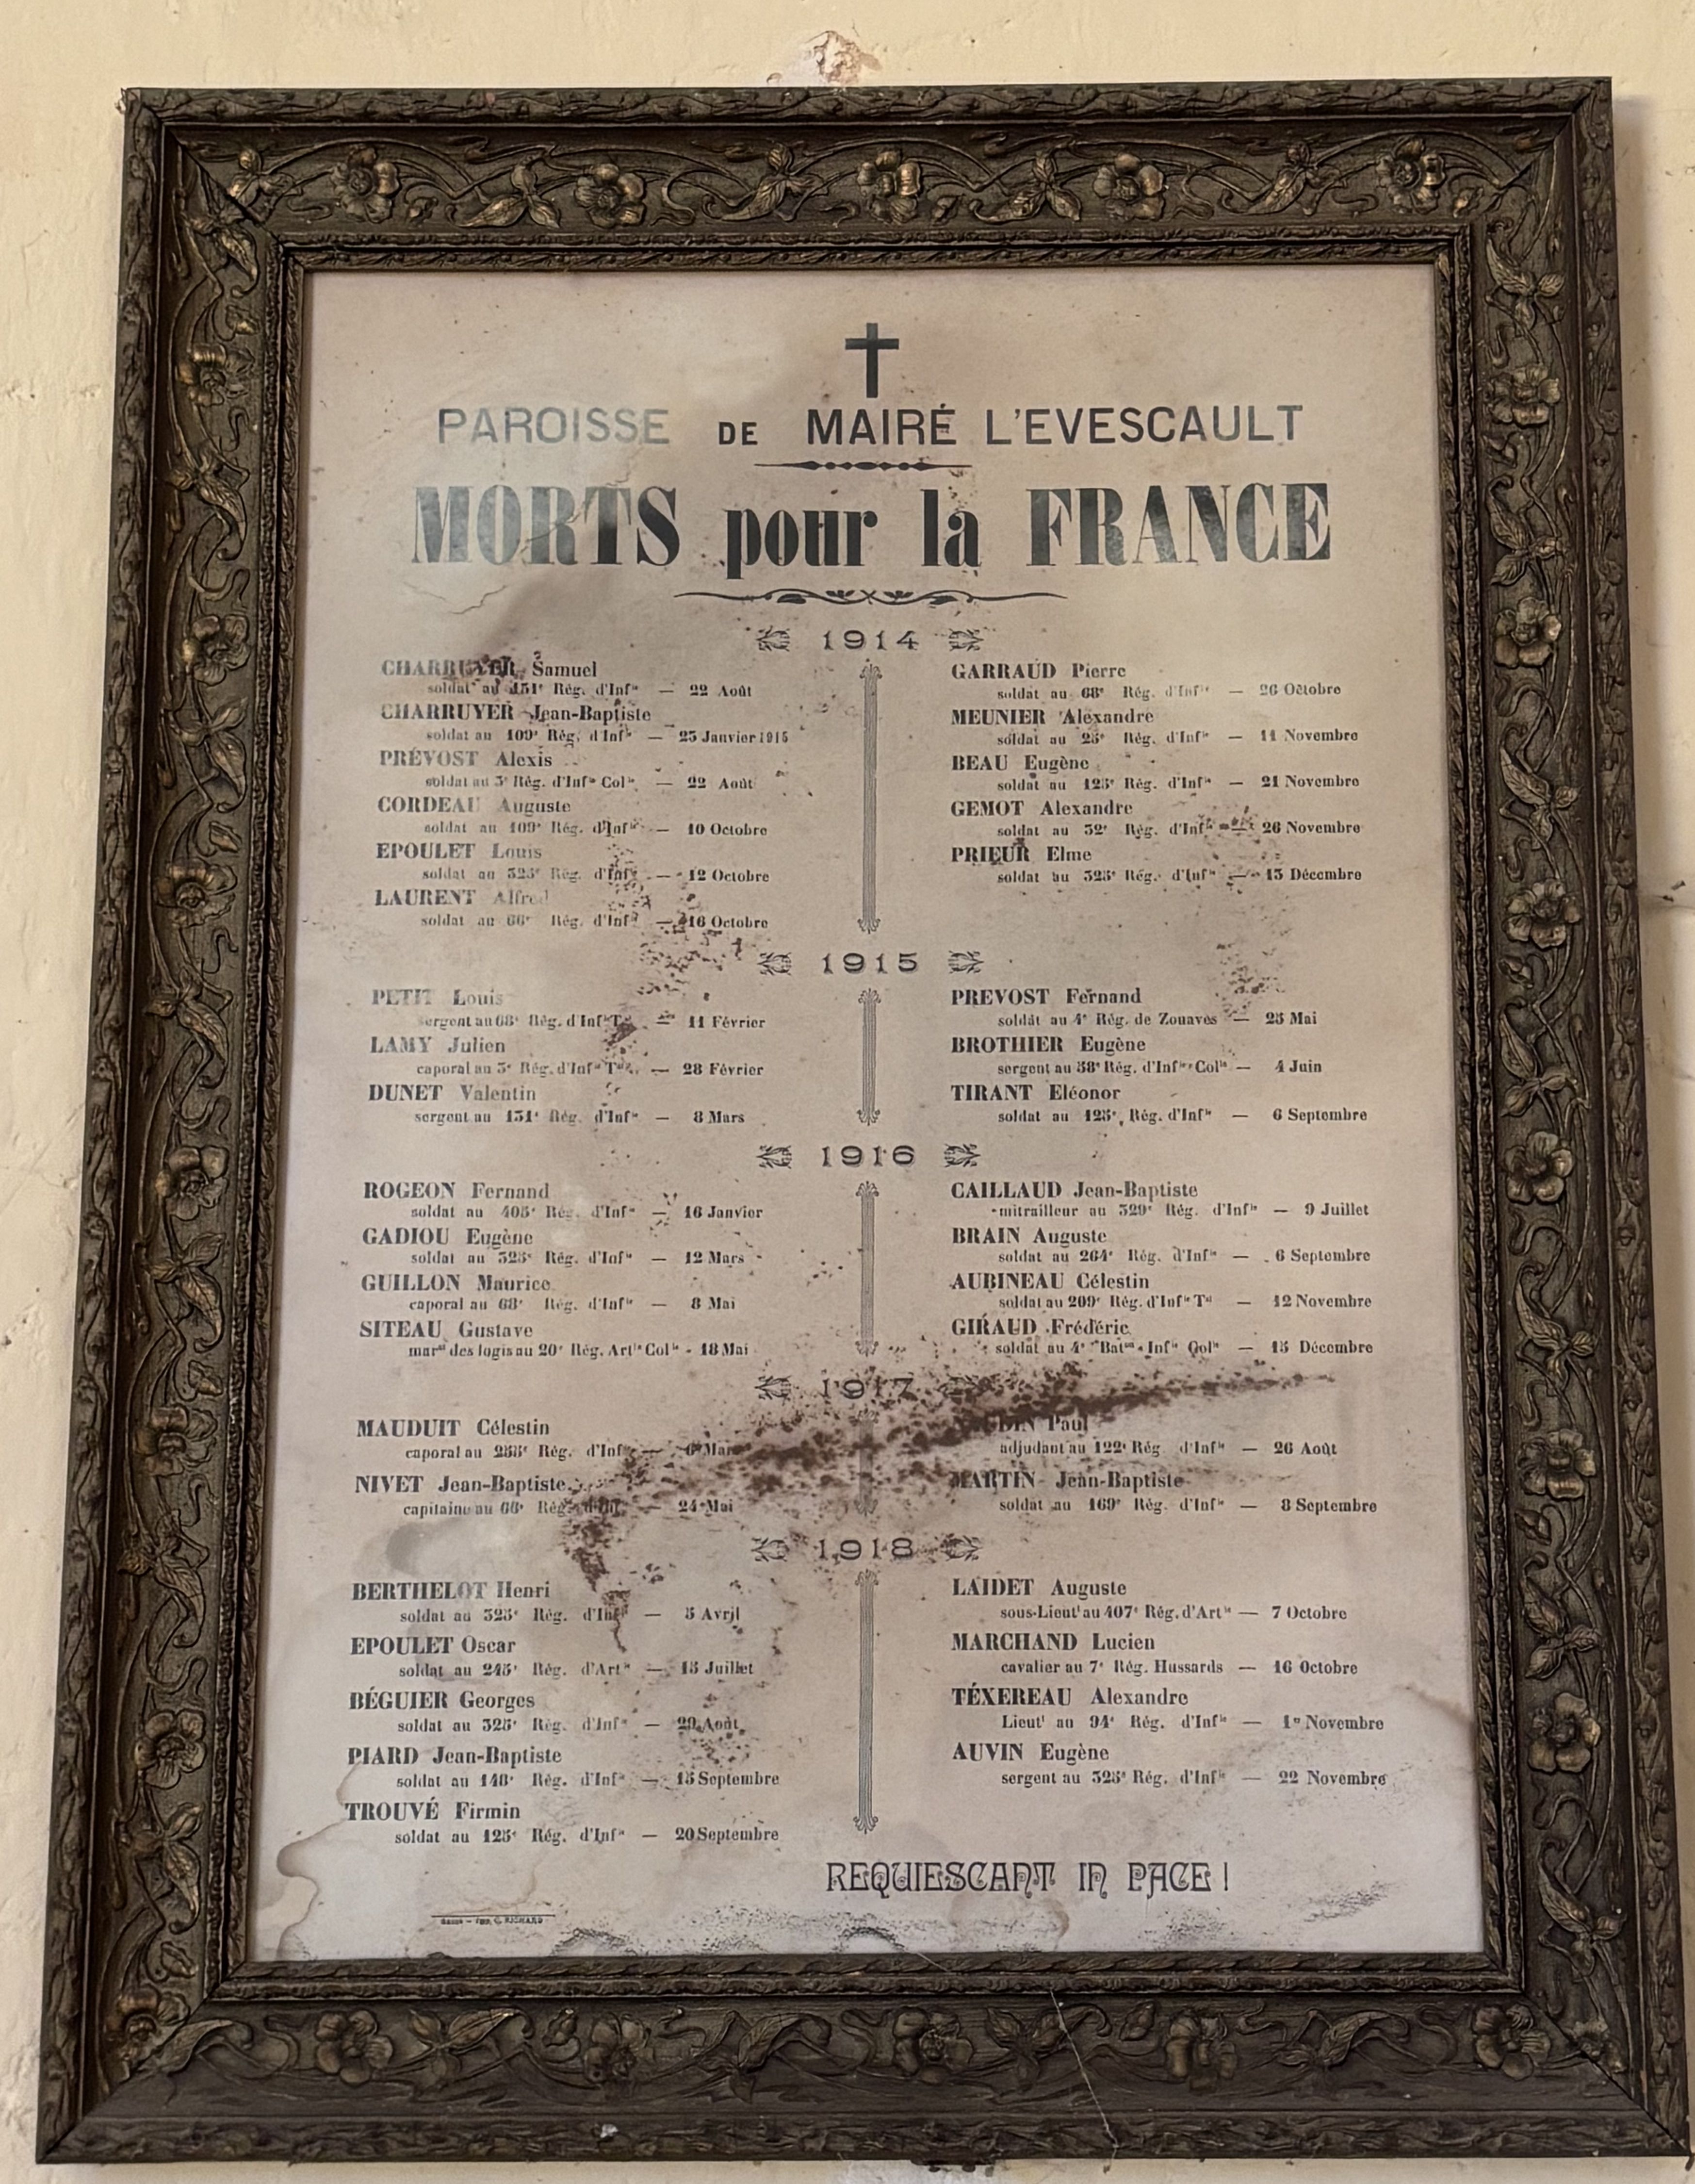 PAROISSE DE MAIRÉ L'EVESCAULT
MORTS pour la FRANCE
1914
CHARRUYER Samuel
soldat au 151e Rég. d'Infie — 22 Août
CHARRUYER Jean-Baptiste
soldat au 109e Rég. d'Infie — 25 Janvier 1915
PRÉVOST Alexis
soldat au 3e Rég. d'Infie Colle — 22 Août
CORDEAU Auguste
soldat au 109e Rég. d'Infie — 10 Octobre
EPOULET Louis
soldat au 325e Rég. d'Infie — 12 Octobre
LAURENT Alfred
soldat au 66e Rég. d'Infie — 16 Octobre
GARRAUD Pierre
soldat au 68e Rég. d'Infie — 26 Octobre
MEUNIER Alexandre
soldat au 25e Rég. d'Infie — 11 Novembre
BEAU Eugène
soldat au 125e Rég. d'Infie — 21 Novembre
GEMOT Alexandre
soldat au 32e Rég. d'Infie — 26 Novembre
PRIEUR Elme
soldat au 325e Rég. d'Infie — 13 Décembre
1915
PETIT Louis
sergent au 68e Rég. d'Infie — 11 Février
LAMY Julien
caporal au 5e Rég. d'Infie Tale — 28 Février
DUNET Valentin
sergent au 131e Rég. d'Infie — 8 Mars
PREVOST Fernand
soldat au 4e Rég. de Zouaves — 25 Mai
BROTHIER Eugène
sergent au 58e Rég. d'Infie Colle — 4 Juin
TIRANT Eléonor
soldat au 125e Rég. d'Infie — 6 Septembre
1916
ROGEON Fernand
soldat au 405e Rég. d'Infie — 16 Janvier
GADIOU Eugène
soldat au 325e Rég. d'Infie — 12 Mars
GUILLON Maurice
caporal au 68e Rég. d'Infie — 8 Mai
SITEAU Gustave
maral des logis au 20e Rég. Artie Colle - 18 Mai
CAILLAUD Jean-Baptiste
mitrailleur au 329e Rég. d'Infie — 9 Juillet
BRAIN Auguste
soldat au 264e Rég. d'Infie — 6 Septembre
AUBINEAU Célestin
soldat au 209e Rég. d'Infie Tal — 12 Novembre
GIRAUD Frédéric
soldat au 4e Baton Infie Colle — 15 Décembre
1917
MAUDUIT Célestin
caporal au 288e Rég. d'Infie — 6 Mars
NIVET Jean-Baptiste
capitaine au 66e Rég. d'Infie — 24 Mai
Paul
adjudant au 122e Rég d'Infie — 26 Août
MARTIN Jean-Baptiste
soldat au 169e Rég. d'Infie — 8 Septembre
1918
BERTHELOT Henri
soldat au 325e Rég. d'Infie — 5 Avril
EPOULET Oscar
soldat au 245e Rég. d'Artie — 15 Juillet
BÉGUIER Georges
soldat au 325e Rég. d'Infie — 29 Août
PIARD Jean-Baptiste
soldat au 148e Rég. d'Infie — 15 Septembre
TROUVÉ Firmin
soldat au 125e Rég. d'Infie — 20 Septembre
LAIDET Auguste
sous-Lieutt au 407e Rég. d'Artie — 7 Octobre
MARCHAND Lucien
cavalier au 7e Rég. Hussards — 16 Octobre
TÉXEREAU Alexandre
Lieutt au 94e Rég. d'Infie — 1er Novembre
AUVIN Eugène
sergent au 325e Rég. d'Infie — 22 Novembre
REQUIESCANT IN PACE !
IMP. C. RICHARD